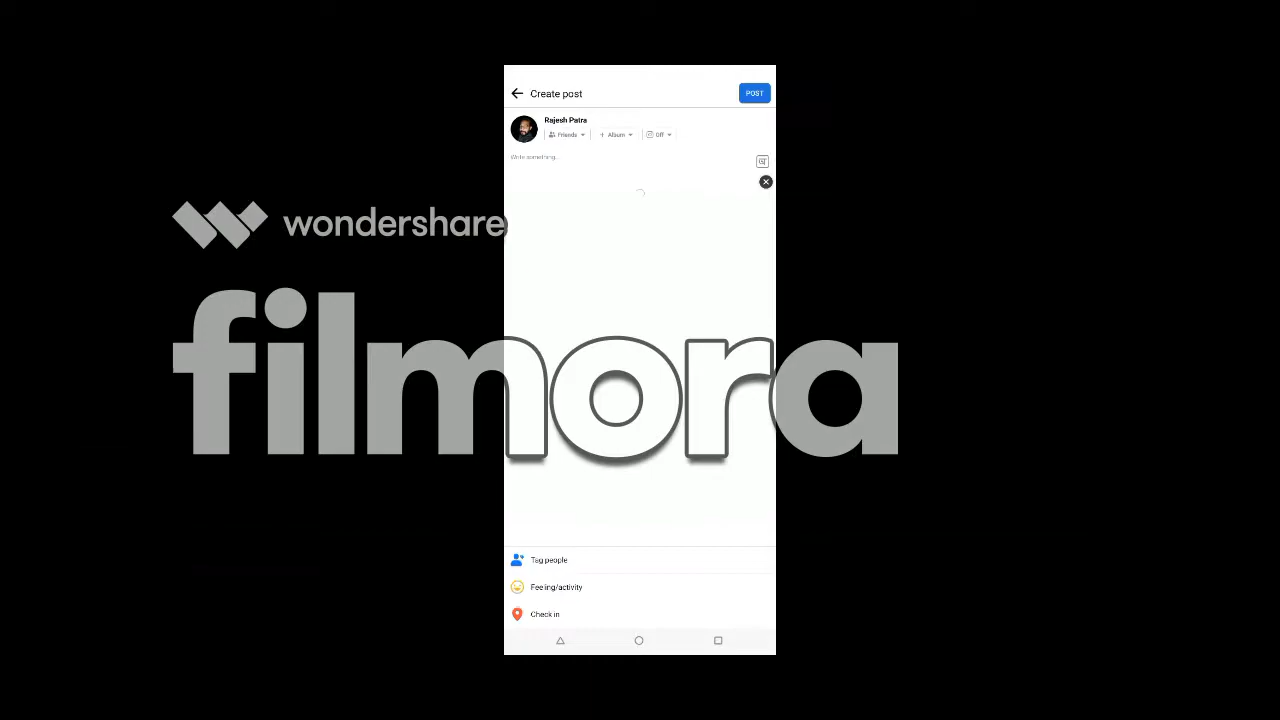 Create post
POST
Rajesh Patra
Friends
+ Album
Off
Write something...
wondershare
filmora
Tag people
Feeling/activity
Check in